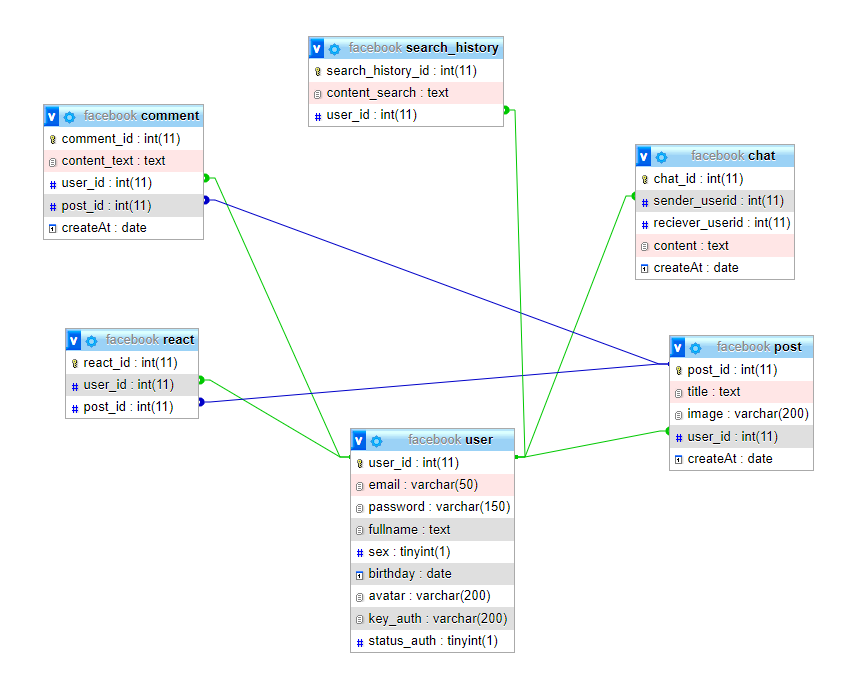 facebook search_history
search_history_id : int(11)
content_search : text
user_id : int(11)
facebook comment
comment_id : int(11)
content_text : text
user_id : int(11)
post_id : int(11)
createAt : date
facebook chat
chat_id : int(11)
sender_userid : int(11)
reciever_userid : int(11)
content : text
createAt : date
facebook react
react_id : int(11)
user_id : int(11)
post_id : int(11)
facebook post
post_id : int(11)
title : text
image : varchar(200)
user_id : int(11)
createAt : date
facebook user
user_id : int(11)
email : varchar(50)
password : varchar(150)
fullname : text
sex : tinyint(1)
birthday : date
avatar : varchar(200)
key_auth : varchar(200)
status_auth : tinyint(1)